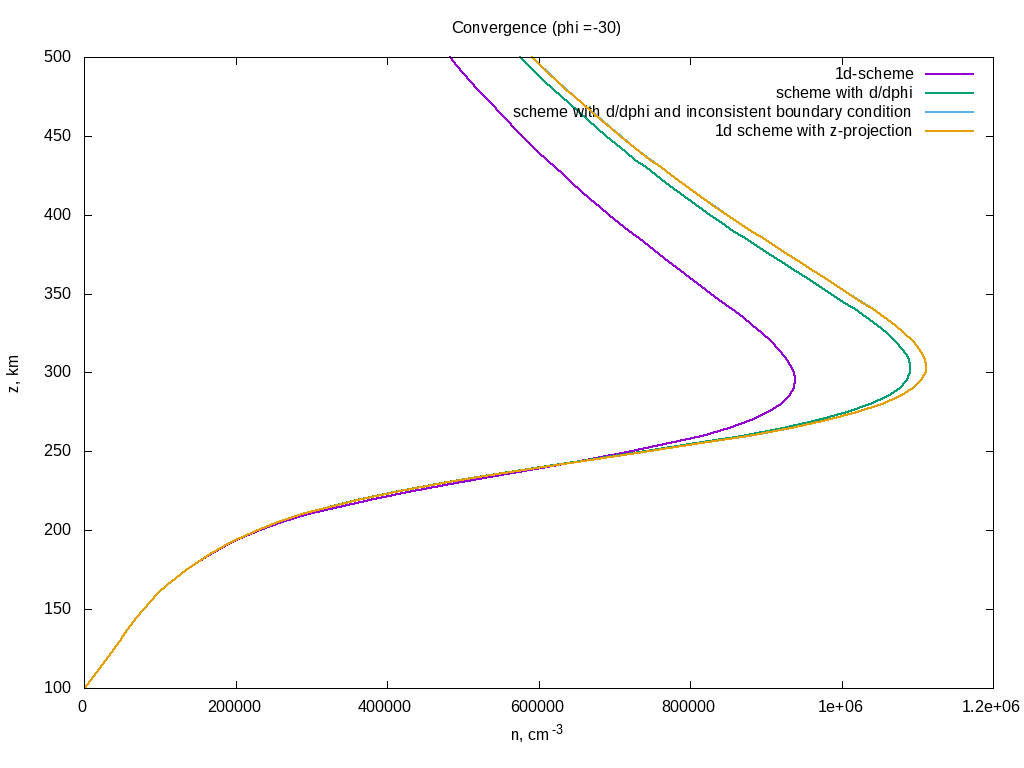 Convergence (phi =-30)
500
450
400
350
300
250
200
150
100
z, km
1d-scheme
scheme with d/dphi
scheme with d/dphi and inconsistent boundary condition
1d scheme with z-projection
0 200000 400000 600000 800000 1e+06 1.2e+06
n, cm-3